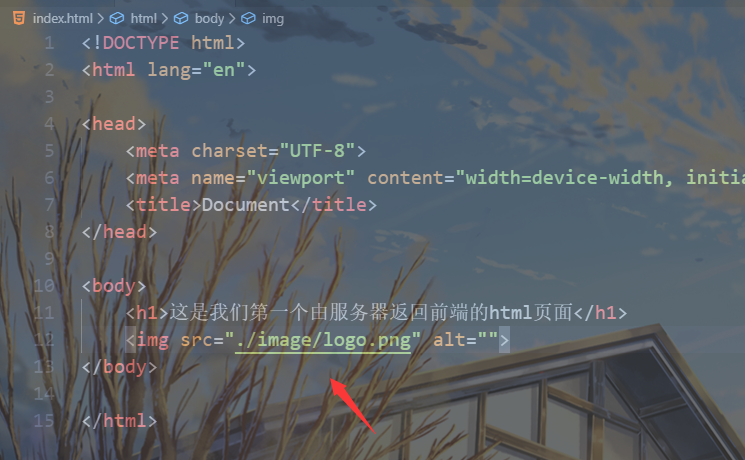 index.html > html > body > img
1 <!DOCTYPE html>
2 <html lang="en">
3
4 <head>
5     <meta charset="UTF-8">
6     <meta name="viewport" content="width=device-width, initia
7     <title>Document</title>
8 </head>
9
10 <body>
11     <h1>这是我们第一个由服务器返回前端的html页面</h1>
12     <img src="./image/logo.png" alt="">
13 </body>
14
15 </html>